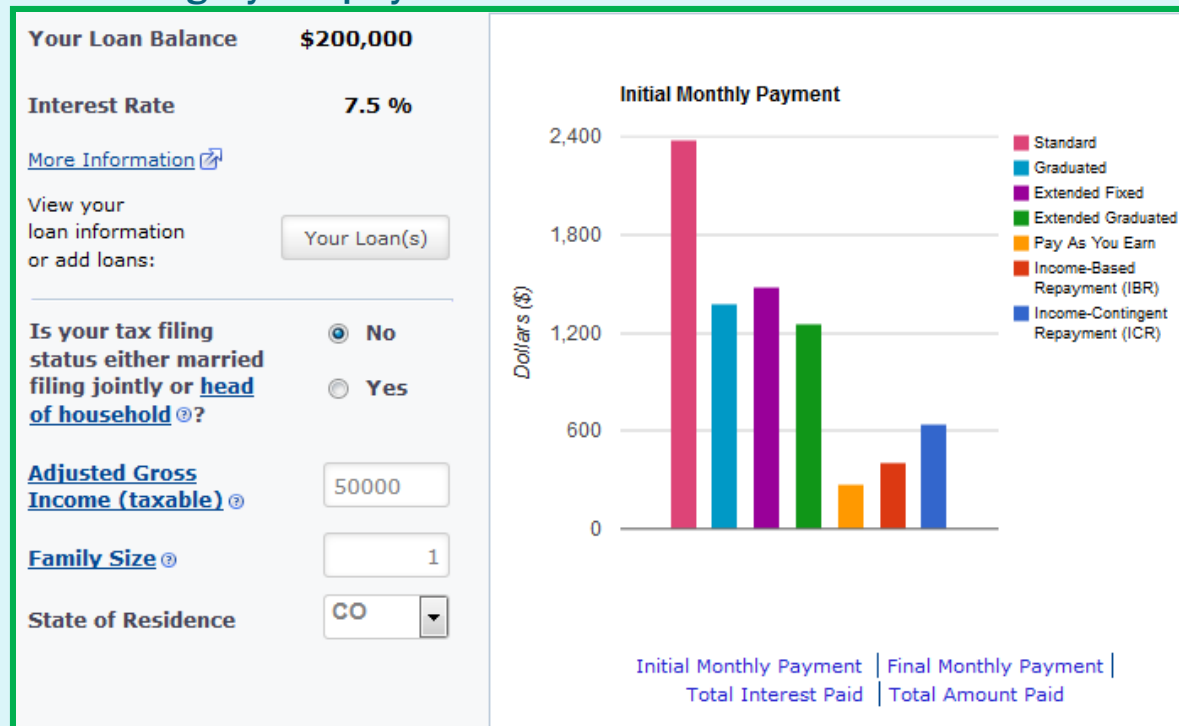 Your Loan Balance $200,000
Interest Rate 7.5 %
More Information
View your
loan information
or add loans:
Your Loan(s)
Is your tax filing
status either married
filing jointly or head
of household ?
No
Yes
Adjusted Gross
Income (taxable)
50000
Family Size
1
State of Residence
CO
Initial Monthly Payment
Dollars ($)
2,400
1,800
1,200
600
0
Standard
Graduated
Extended Fixed
Extended Graduated
Pay As You Earn
Income-Based
Repayment (IBR)
Income-Contingent
Repayment (ICR)
Initial Monthly Payment | Final Monthly Payment |
Total Interest Paid | Total Amount Paid